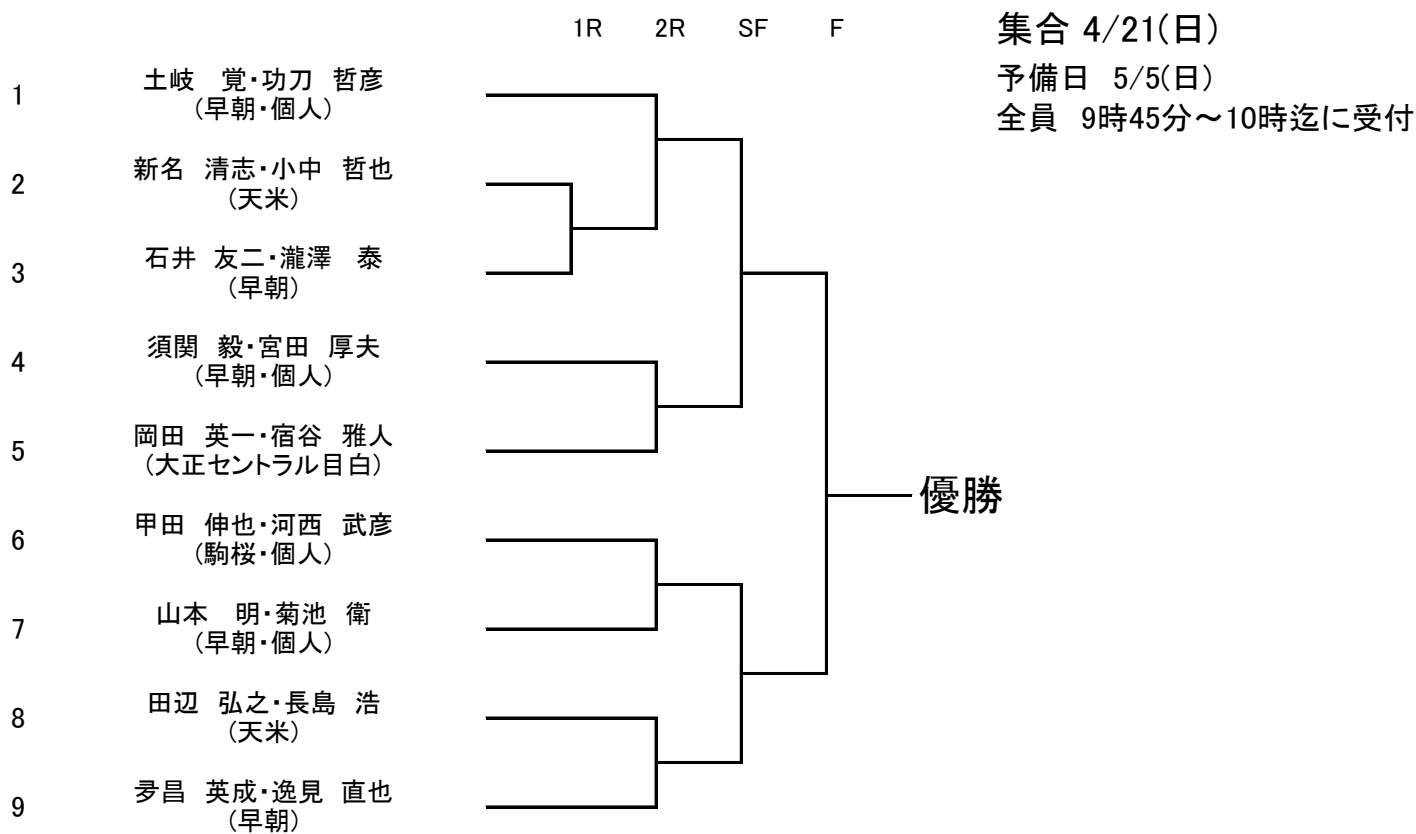 1R 2R SF F
集合 4/21(日)
予備日 5/5(日)
全員 9時45分～10時迄に受付
1 土岐 覚・功刀 哲彦
(早朝・個人)
2 新名 清志・小中 哲也
(天米)
3 石井 友二・瀧澤 泰
(早朝)
4 須関 毅・宮田 厚夫
(早朝・個人)
5 岡田 英一・宿谷 雅人
(大正セントラル目白)
6 甲田 伸也・河西 武彦
(駒桜・個人)
7 山本 明・菊池 衛
(早朝・個人)
8 田辺 弘之・長島 浩
(天米)
9 夛昌 英成・逸見 直也
(早朝)
優勝